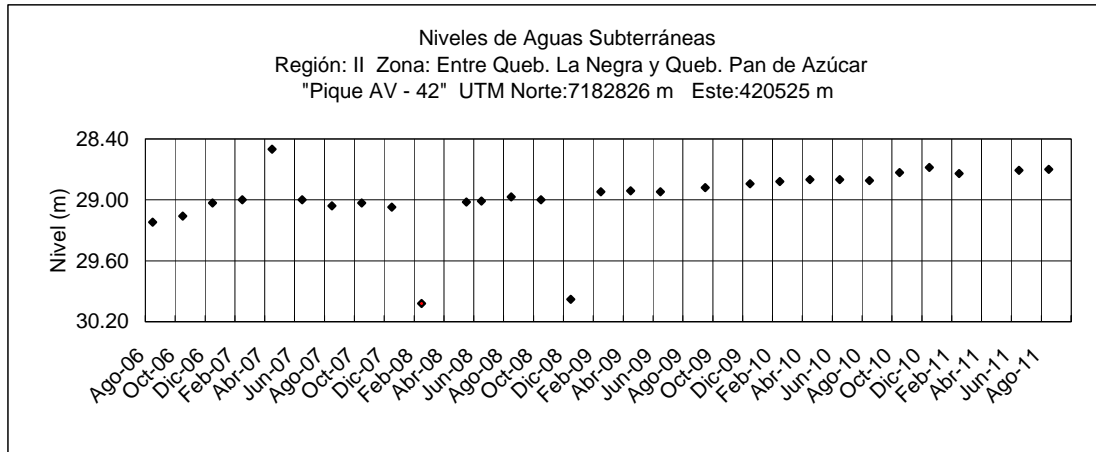 Niveles de Aguas Subterráneas
Región: II Zona: Entre Queb. La Negra y Queb. Pan de Azúcar
"Pique AV - 42" UTM Norte:7182826 m Este:420525 m
Nivel (m)
28.40
29.00
29.60
30.20
Ago-06
Oct-06
Dic-06
Feb-07
Abr-07
Jun-07
Ago-07
Oct-07
Dic-07
Feb-08
Abr-08
Jun-08
Ago-08
Oct-08
Dic-08
Feb-09
Abr-09
Jun-09
Ago-09
Oct-09
Dic-09
Feb-10
Abr-10
Jun-10
Ago-10
Oct-10
Dic-10
Feb-11
Abr-11
Jun-11
Ago-11